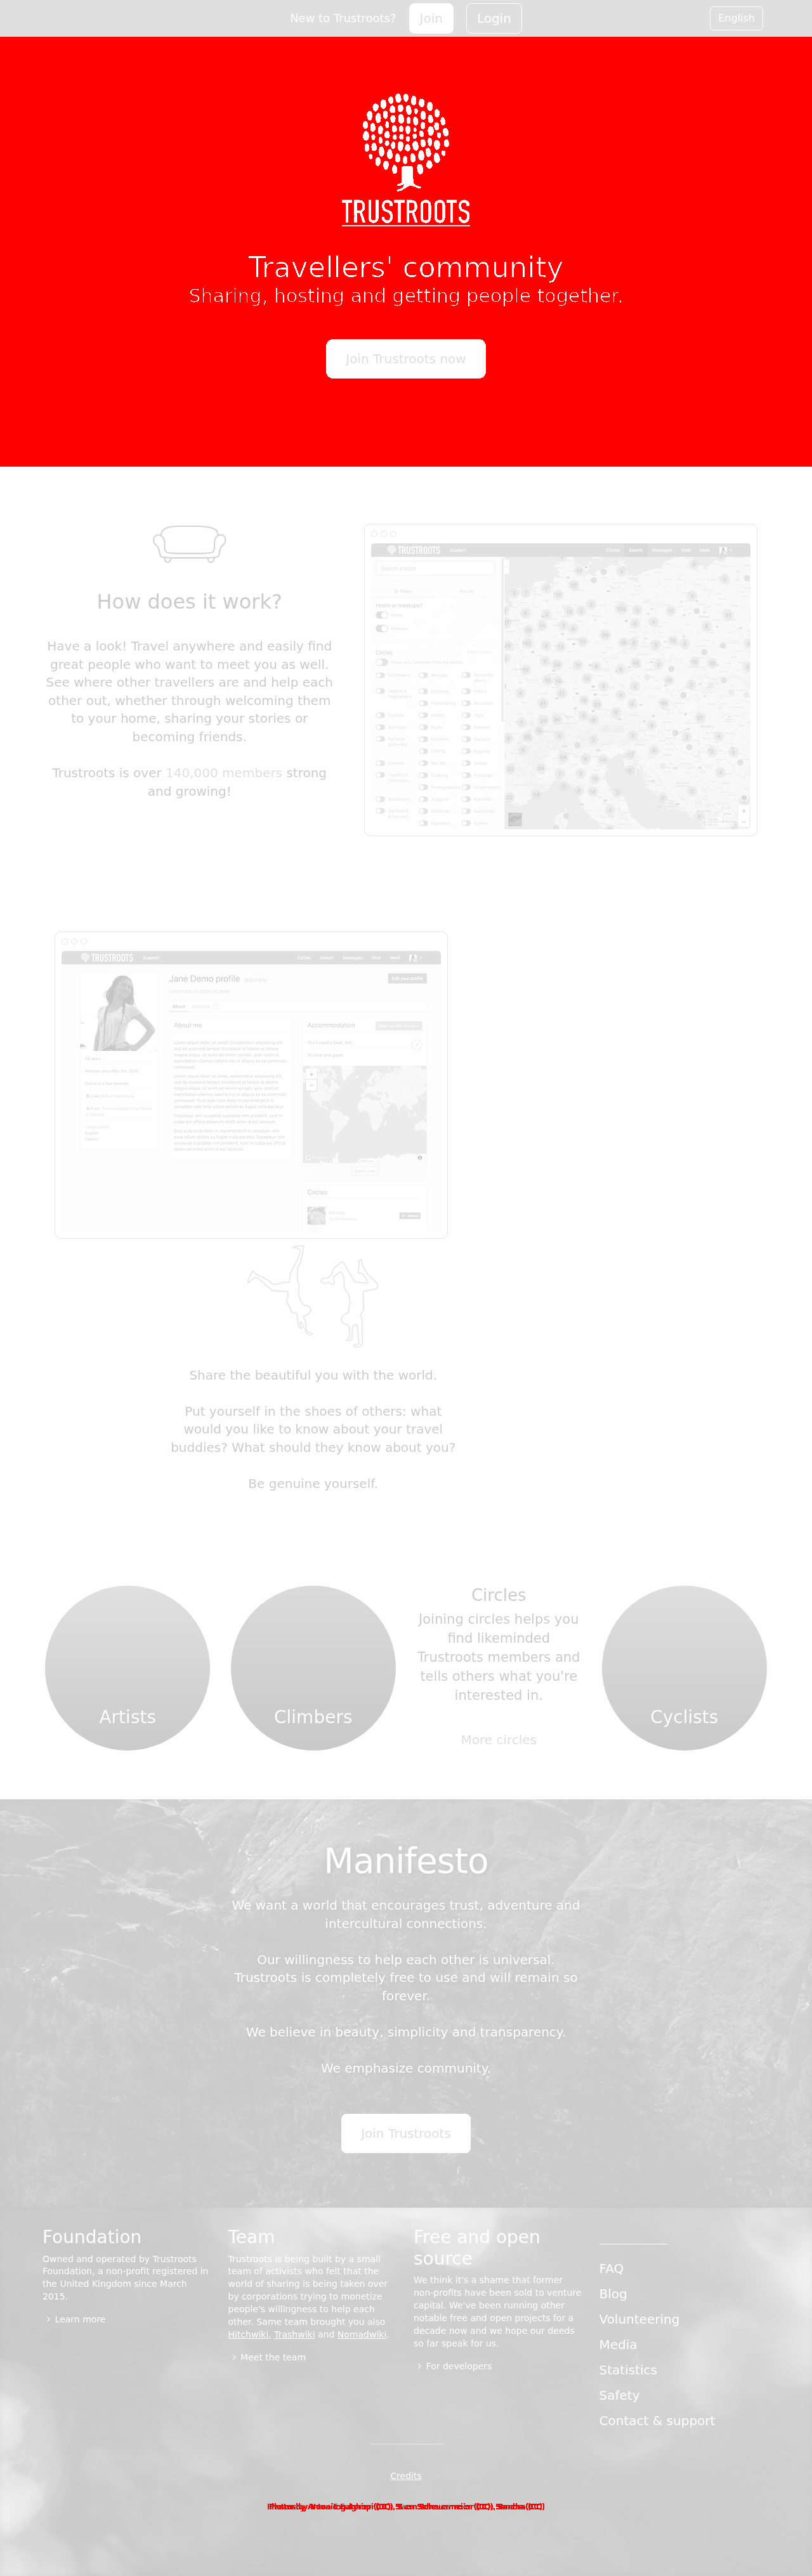 New to Trustroots? Join Login English
TRUSTROOTS
Travellers' community
Sharing, hosting and getting people together.
Join Trustroots now
How does it work?
Have a look! Travel anywhere and easily find
great people who want to meet you as well.
See where other travellers are and help each
other out, whether through welcoming them
to your home, sharing your stories or
becoming friends.
Trustroots is over 140,000 members strong
and growing!
TRUSTROOTS
Circles
TRUSTROOTS
Jane Demo profile
About me
Accommodation
Circles
Share the beautiful you with the world.
Put yourself in the shoes of others: what
would you like to know about your travel
buddies? What should they know about you?
Be genuine yourself.
Artists
Climbers
Circles
Joining circles helps you
find likeminded
Trustroots members and
tells others what you're
interested in.
More circles
Cyclists
Manifesto
We want a world that encourages trust, adventure and
intercultural connections.
Our willingness to help each other is universal.
Trustroots is completely free to use and will remain so
forever.
We believe in beauty, simplicity and transparency.
We emphasize community.
Join Trustroots
Foundation
Owned and operated by Trustroots
Foundation, a non-profit registered in
the United Kingdom since March
2015.
› Learn more
Team
Trustroots is being built by a small
team of activists who felt that the
world of sharing is being taken over
by corporations trying to monetize
people's willingness to help each
other. Same team brought you also
Hitchwiki, Trashwiki and Nomadwiki.
› Meet the team
Free and open
source
We think it's a shame that former
non-profits have been sold to venture
capital. We've been running other
notable free and open projects for a
decade now and we hope our deeds
so far speak for us.
› For developers
FAQ
Blog
Volunteering
Media
Statistics
Safety
Contact & support
Credits